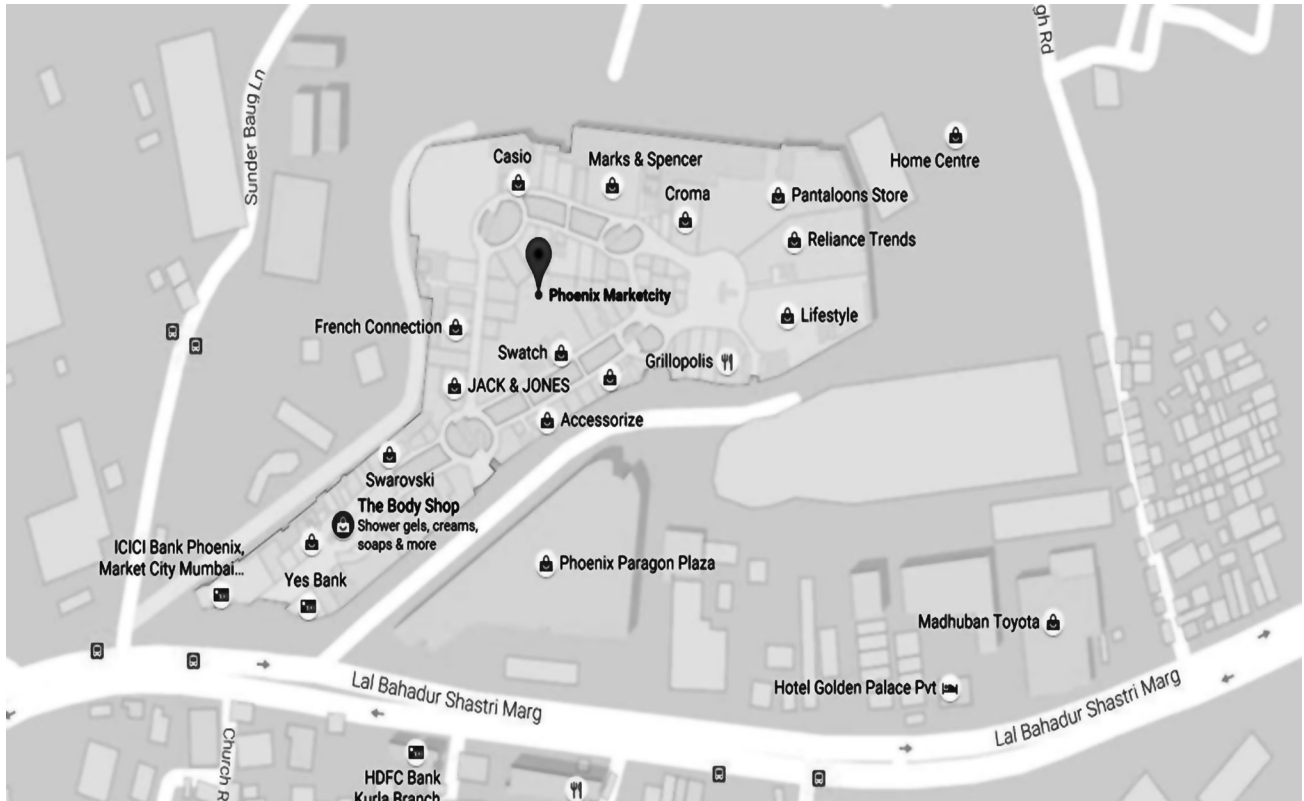 gh Rd
Sunder Baug Ln
Casio
Marks & Spencer
Home Centre
Croma
Pantaloons Store
Reliance Trends
Phoenix Marketcity
Lifestyle
French Connection
Swatch
Grillopolis
JACK & JONES
Accessorize
Swarovski
The Body Shop
Shower gels, creams,
soaps & more
ICICI Bank Phoenix,
Market City Mumbai...
Yes Bank
Phoenix Paragon Plaza
Madhuban Toyota
Hotel Golden Palace Pvt
Lal Bahadur Shastri Marg
Lal Bahadur Shastri Marg
Church R
HDFC Bank
Kurla Branch